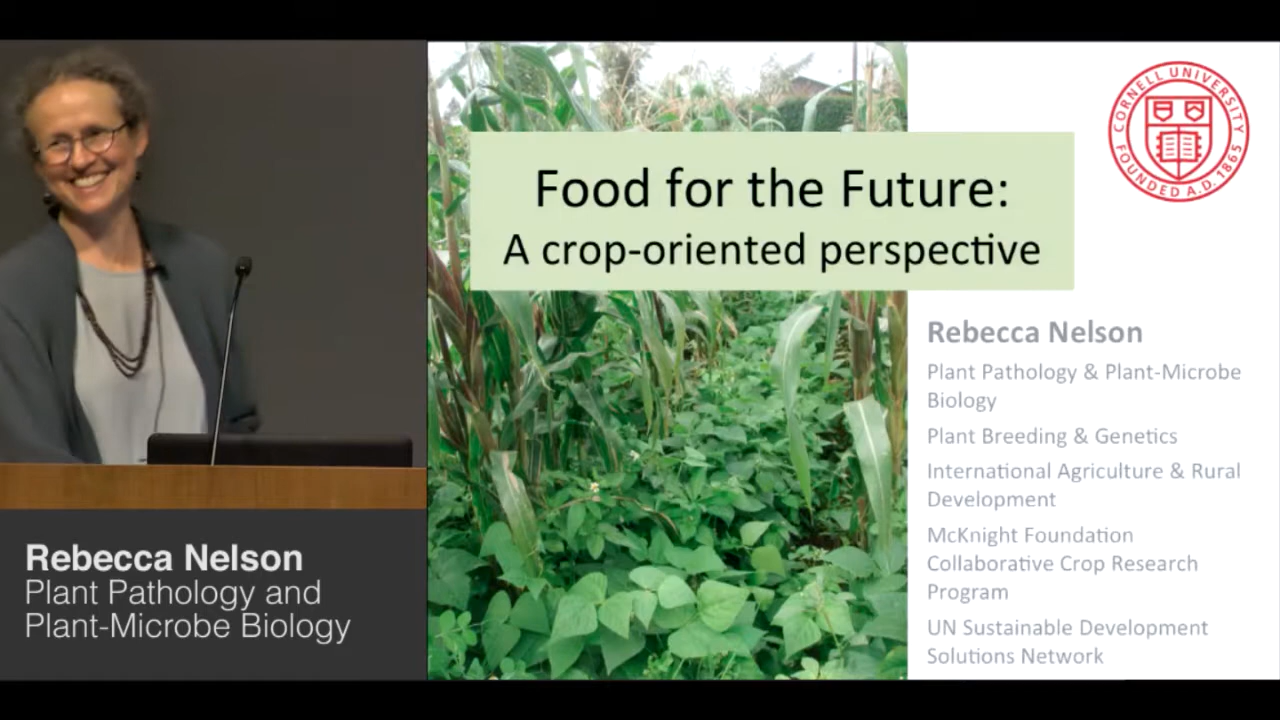 Rebecca Nelson
Plant Pathology and
Plant-Microbe Biology
Food for the Future:
A crop-oriented perspective
CORNELL UNIVERSITY
FOUNDED A.D. 1865
Rebecca Nelson
Plant Pathology & Plant-Microbe
Biology
Plant Breeding & Genetics
International Agriculture & Rural
Development
McKnight Foundation
Collaborative Crop Research
Program
UN Sustainable Development
Solutions Network